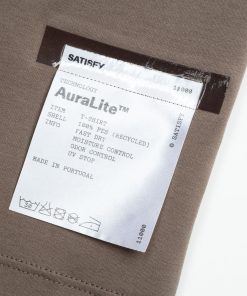 SATISFY
11000
TECHNOLOGY
AuraLite™
ITEM T-SHIRT
SHELL 100% PES (RECYCLED)
INFO FAST DRY
MOISTURE CONTROL
ODOR CONTROL
UV STOP
MADE IN PORTUGAL
© SATISFY
11000